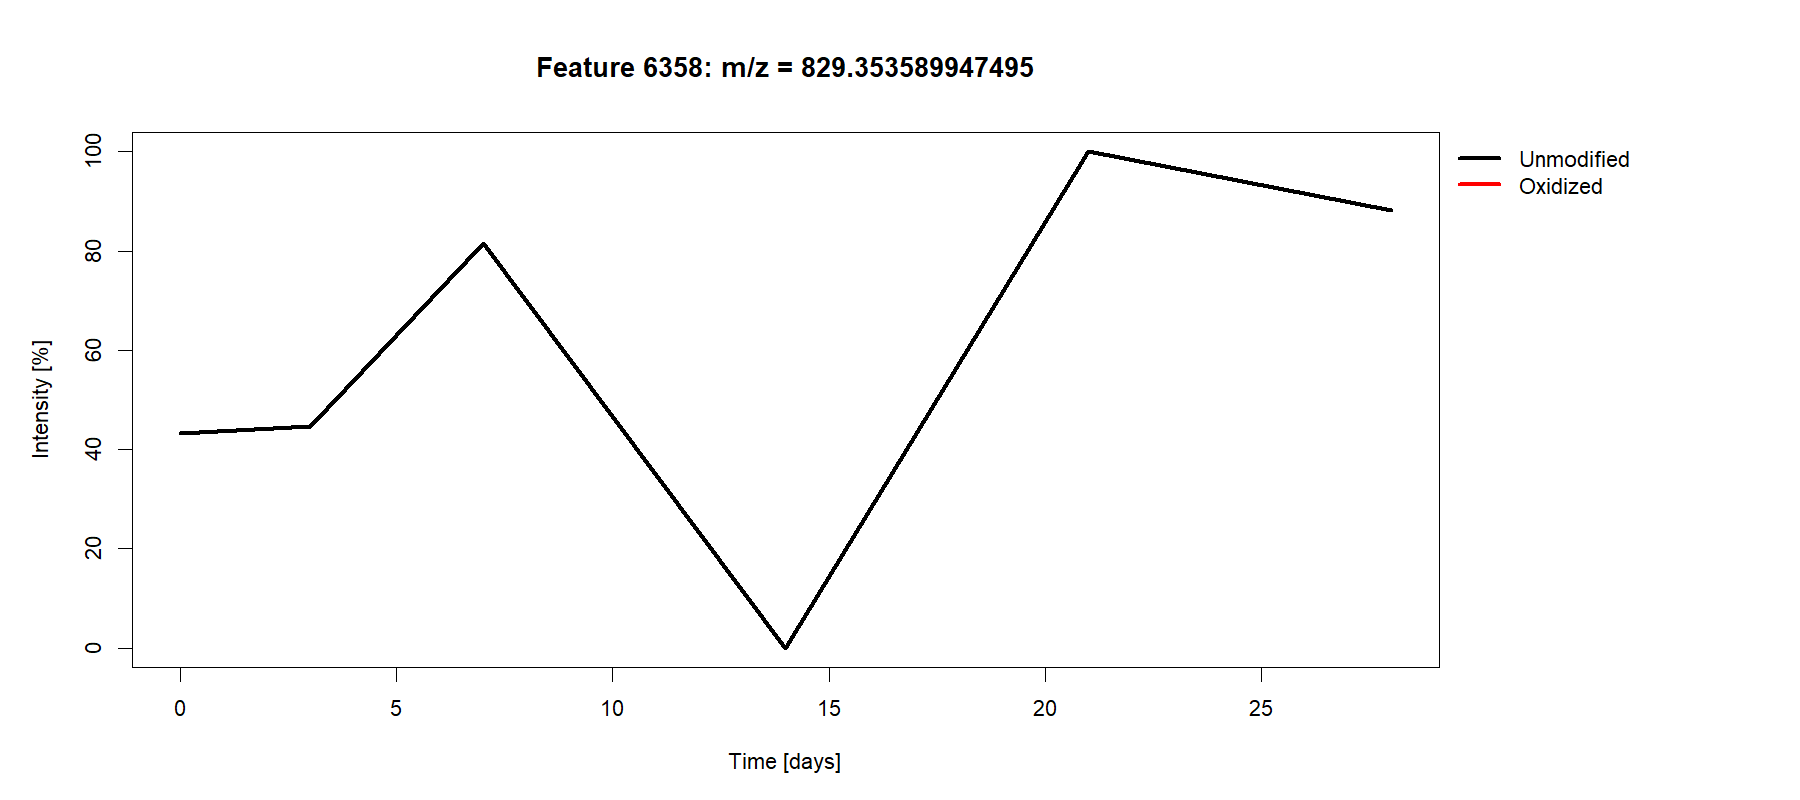 Feature 6358: m/z = 829.353589947495
Unmodified
Oxidized
100
80
60
40
20
0
Intensity [%]
0 5 10 15 20 25
Time [days]